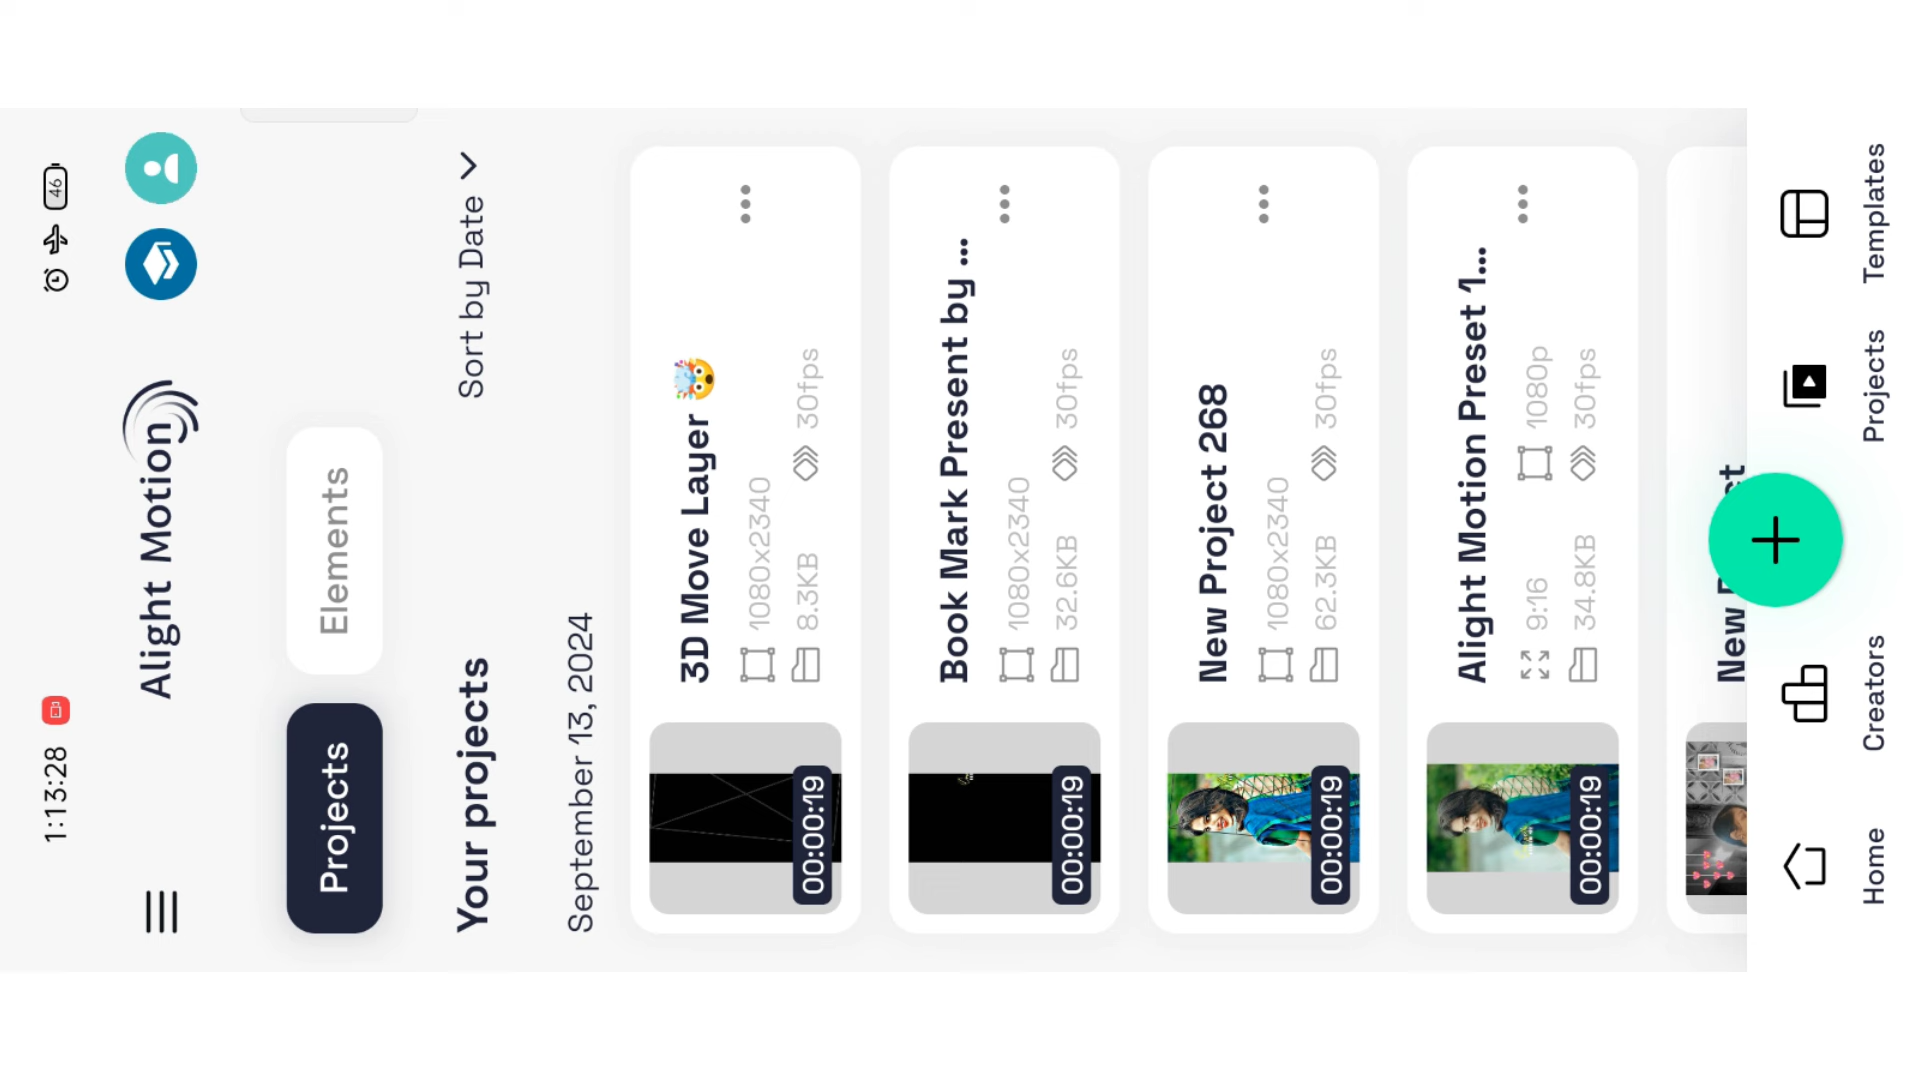 1:13:28
46
Alight Motion
Projects
Elements
Your projects
Sort by Date
September 13, 2024
3D Move Layer 🤯
1080x2340
8.3KB
30fps
00:00:19
Book Mark Present by ...
1080x2340
32.6KB
30fps
00:00:19
New Project 268
1080x2340
62.3KB
30fps
00:00:19
Alight Motion Preset 1...
9:16
1080p
34.8KB
30fps
00:00:19
New
Home
Creators
Projects
Templates